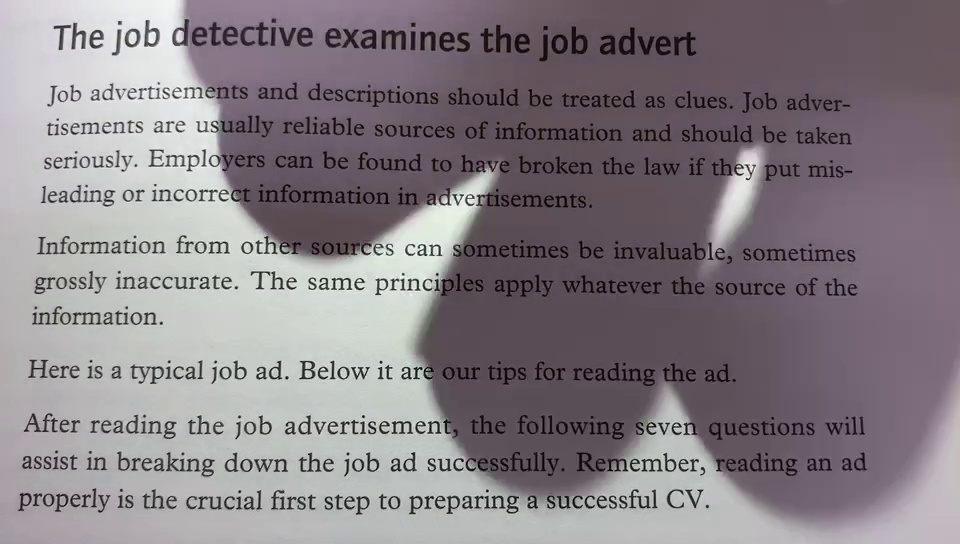 The job detective examines the job advert
Job advertisements and descriptions should be treated as clues. Job adver-
tisements are usually reliable sources of information and should be taken
seriously. Employers can be found to have broken the law if they put mis-
leading or incorrect information in advertisements.
Information from other sources can sometimes be invaluable, sometimes
grossly inaccurate. The same principles apply whatever the source of the
information.
Here is a typical job ad. Below it are our tips for reading the ad.
After reading the job advertisement, the following seven questions will
assist in breaking down the job ad successfully. Remember, reading an ad
properly is the crucial first step to preparing a successful CV.